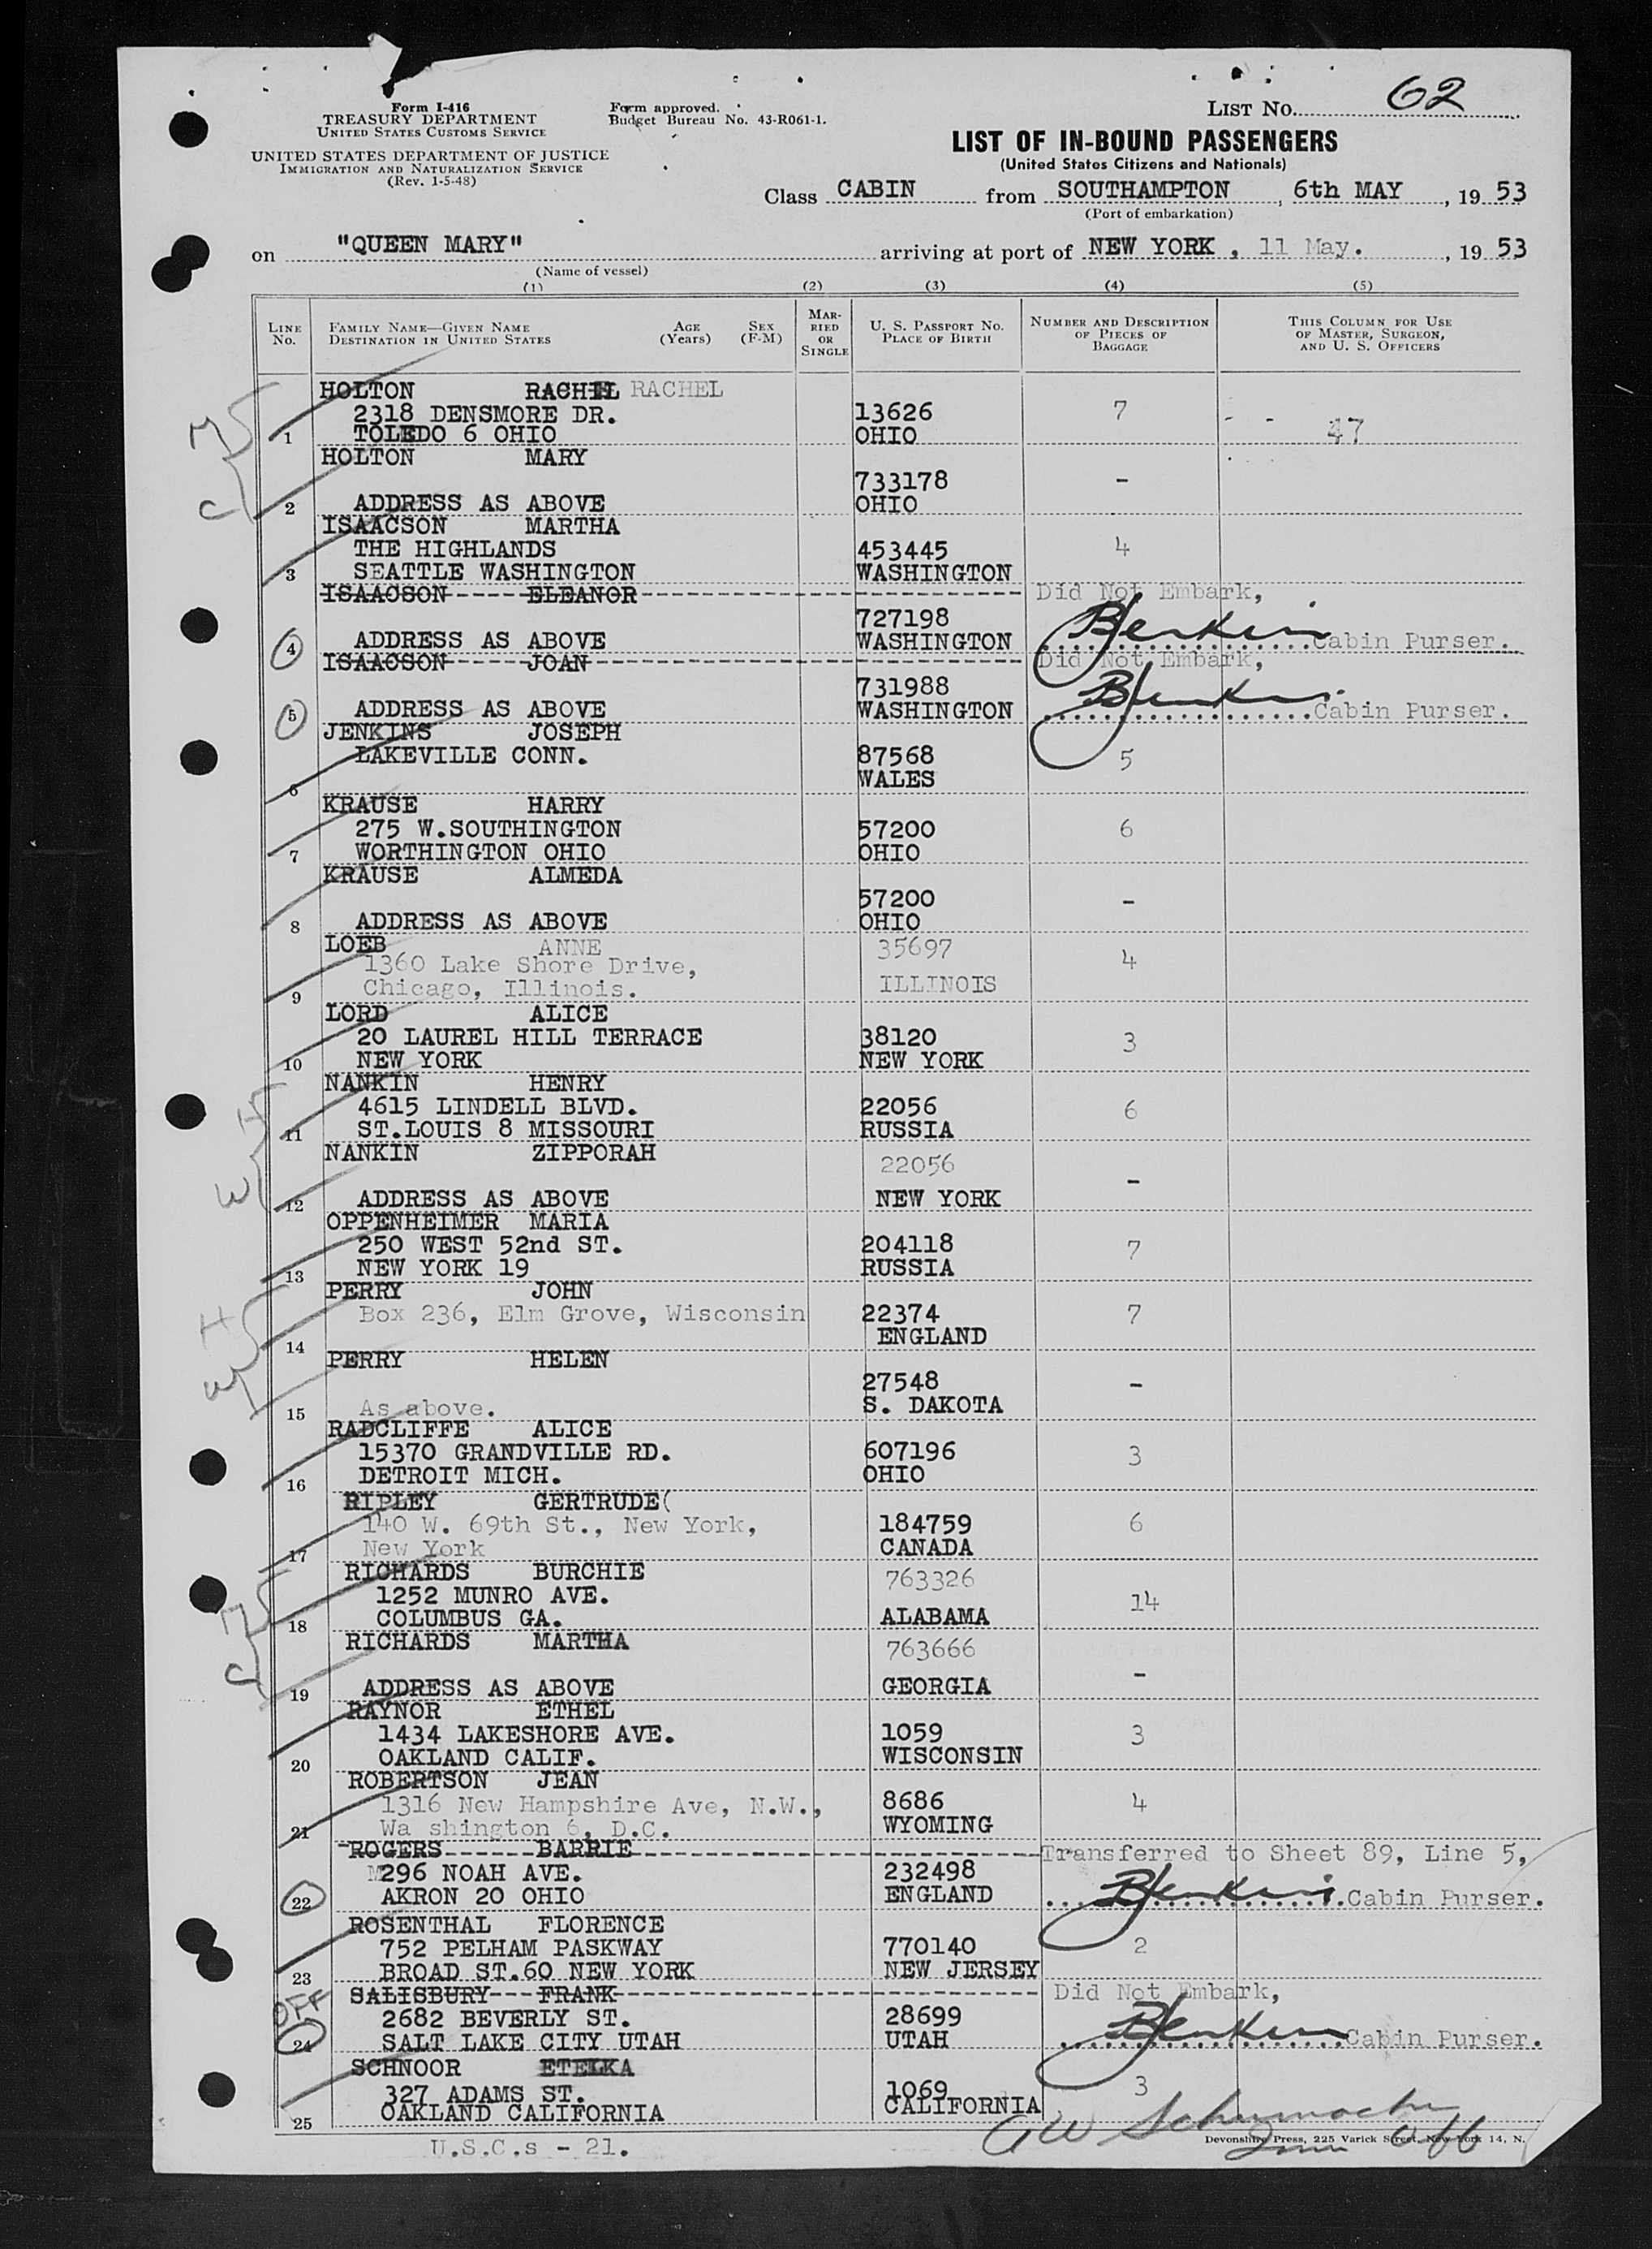 LIST No. 62
Form I-416
TREASURY DEPARTMENT
UNITED STATES CUSTOMS SERVICE
Form approved.
Budget Bureau No. 43-R061-1.
UNITED STATES DEPARTMENT OF JUSTICE
IMMIGRATION AND NATURALIZATION SERVICE
(Rev. 1-5-48)
LIST OF IN-BOUND PASSENGERS
(United States Citizens and Nationals)
Class CABIN from SOUTHAMPTON, 6th MAY, 19 53
(Port of embarkation)
on "QUEEN MARY" arriving at port of NEW YORK, 11 May., 19 53
(Name of vessel)
(1) (2) (3) (4) (5)
LINE No. FAMILY NAME—GIVEN NAME DESTINATION IN UNITED STATES AGE (Years) SEX (F-M) MARRIED OR SINGLE U. S. PASSPORT NO. PLACE OF BIRTH NUMBER AND DESCRIPTION OF PIECES OF BAGGAGE THIS COLUMN FOR USE OF MASTER, SURGEON, AND U. S. OFFICERS
HOLTON RACHEL RACHEL
2318 DENSMORE DR. 13626 7
1 TOLEDO 6 OHIO OHIO 47
HOLTON MARY
733178 -
2 ADDRESS AS ABOVE OHIO
ISAACSON MARTHA
THE HIGHLANDS 453445 4
3 SEATTLE WASHINGTON WASHINGTON
ISAACSON ELEANOR Did Not Embark,
727198
4 ADDRESS AS ABOVE WASHINGTON Cabin Purser.
ISAACSON JOAN Did Not Embark,
731988
5 ADDRESS AS ABOVE WASHINGTON Cabin Purser.
JENKINS JOSEPH
LAKEVILLE CONN. 87568 5
6 WALES
KRAUSE HARRY
275 W.SOUTHINGTON 57200 6
7 WORTHINGTON OHIO OHIO
KRAUSE ALMEDA
57200 -
8 ADDRESS AS ABOVE OHIO
LOEB ANNE 35697
1360 Lake Shore Drive, 4
9 Chicago, Illinois. ILLINOIS
LORD ALICE
20 LAUREL HILL TERRACE 38120 3
10 NEW YORK NEW YORK
NANKIN HENRY
4615 LINDELL BLVD. 22056 6
11 ST.LOUIS 8 MISSOURI RUSSIA
NANKIN ZIPPORAH 22056
-
12 ADDRESS AS ABOVE NEW YORK
OPPENHEIMER MARIA
250 WEST 52nd ST. 204118 7
13 NEW YORK 19 RUSSIA
PERRY JOHN
Box 236, Elm Grove, Wisconsin 22374 7
14 ENGLAND
PERRY HELEN
27548 -
15 As above. S. DAKOTA
RADCLIFFE ALICE
15370 GRANDVILLE RD. 607196 3
16 DETROIT MICH. OHIO
RIPLEY GERTRUDE(
140 W. 69th St., New York, 184759 6
17 New York CANADA
RICHARDS BURCHIE 763326
1252 MUNRO AVE. 14
18 COLUMBUS GA. ALABAMA
RICHARDS MARTHA 763666
-
19 ADDRESS AS ABOVE GEORGIA
RAYNOR ETHEL
1434 LAKESHORE AVE. 1059 3
20 OAKLAND CALIF. WISCONSIN
ROBERTSON JEAN
1316 New Hampshire Ave, N.W., 8686 4
21 Wa shington 6, D.C. WYOMING
ROGERS BARRIE Transferred to Sheet 89, Line 5,
296 NOAH AVE. 232498
22 AKRON 20 OHIO ENGLAND Cabin Purser.
ROSENTHAL FLORENCE
752 PELHAM PASKWAY 770140 2
23 BROAD ST.60 NEW YORK NEW JERSEY
OFF SALISBURY FRANK Did Not Embark,
2682 BEVERLY ST. 28699
24 SALT LAKE CITY UTAH UTAH Cabin Purser.
SCHNOOR ETELKA
327 ADAMS ST. 1069 3
25 OAKLAND CALIFORNIA CALIFORNIA
U.S.C.s - 21.
Devonshire Press, 225 Varick Street, New York 14, N.